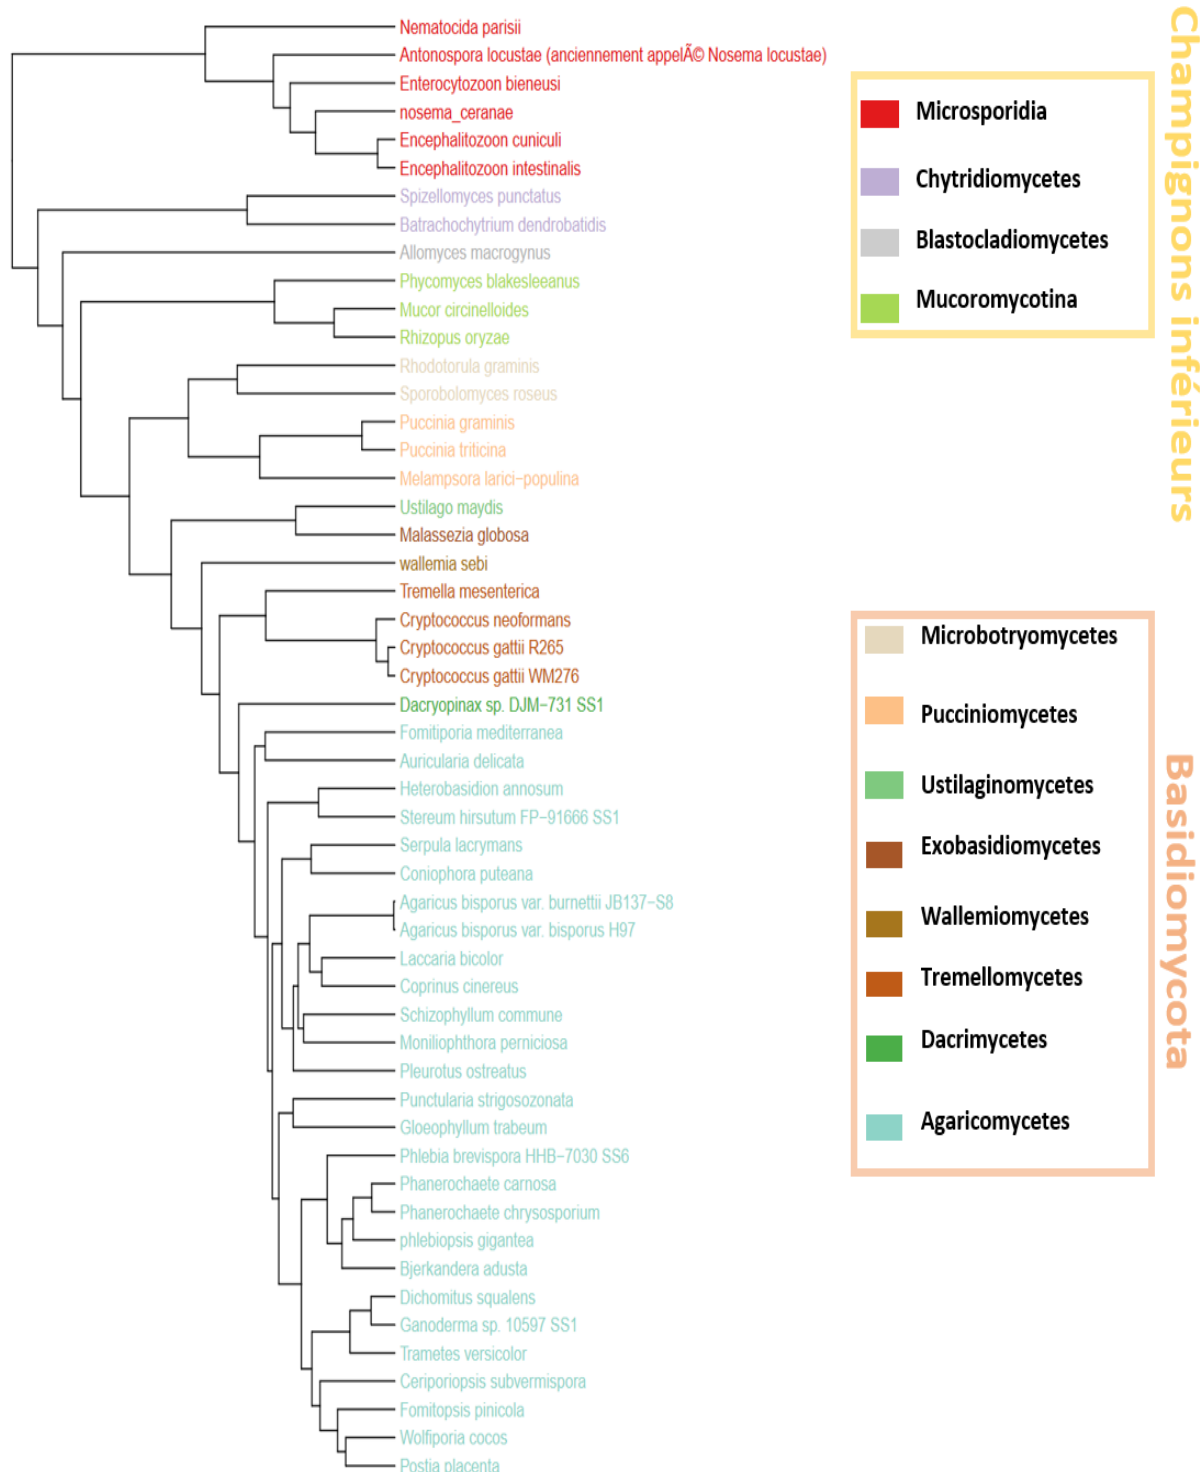 Nematocida parisii
Antonospora locustae (anciennement appelÃ© Nosema locustae)
Enterocytozoon bieneusi
nosema_ceranae
Encephalitozoon cuniculi
Encephalitozoon intestinalis
Spizellomyces punctatus
Batrachochytrium dendrobatidis
Allomyces macrogynus
Phycomyces blakesleeanus
Mucor circinelloides
Rhizopus oryzae
Rhodotorula graminis
Sporobolomyces roseus
Puccinia graminis
Puccinia triticina
Melampsora larici−populina
Ustilago maydis
Malassezia globosa
wallemia sebi
Tremella mesenterica
Cryptococcus neoformans
Cryptococcus gattii R265
Cryptococcus gattii WM276
Dacryopinax sp. DJM−731 SS1
Fomitiporia mediterranea
Auricularia delicata
Heterobasidion annosum
Stereum hirsutum FP−91666 SS1
Serpula lacrymans
Coniophora puteana
Agaricus bisporus var. burnettii JB137−S8
Agaricus bisporus var. bisporus H97
Laccaria bicolor
Coprinus cinereus
Schizophyllum commune
Moniliophthora perniciosa
Pleurotus ostreatus
Punctularia strigosozonata
Gloeophyllum trabeum
Phlebia brevispora HHB−7030 SS6
Phanerochaete carnosa
Phanerochaete chrysosporium
phlebiopsis gigantea
Bjerkandera adusta
Dichomitus squalens
Ganoderma sp. 10597 SS1
Trametes versicolor
Ceriporiopsis subvermispora
Fomitopsis pinicola
Wolfiporia cocos
Postia placenta
Microsporidia
Chytridiomycetes
Blastocladiomycetes
Mucoromycotina
Champignons inférieurs
Microbotryomycetes
Pucciniomycetes
Ustilaginomycetes
Exobasidiomycetes
Wallemiomycetes
Tremellomycetes
Dacrimycetes
Agaricomycetes
Basidiomycota